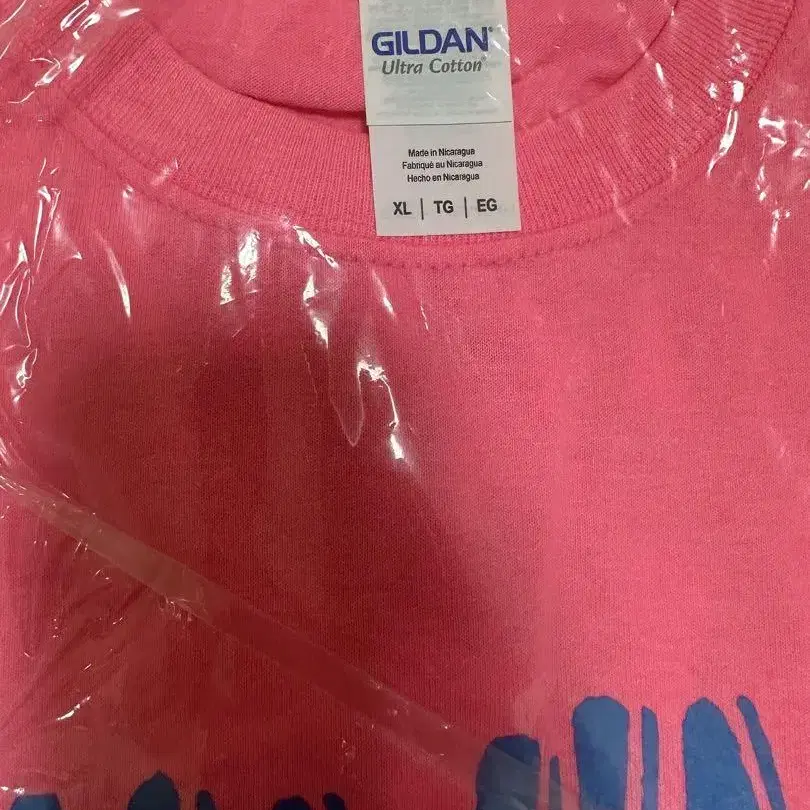 GILDAN
Ultra Cotton®
Made in Nicaragua
Fabriqué au Nicaragua
Hecho en Nicaragua
XL | TG | EG